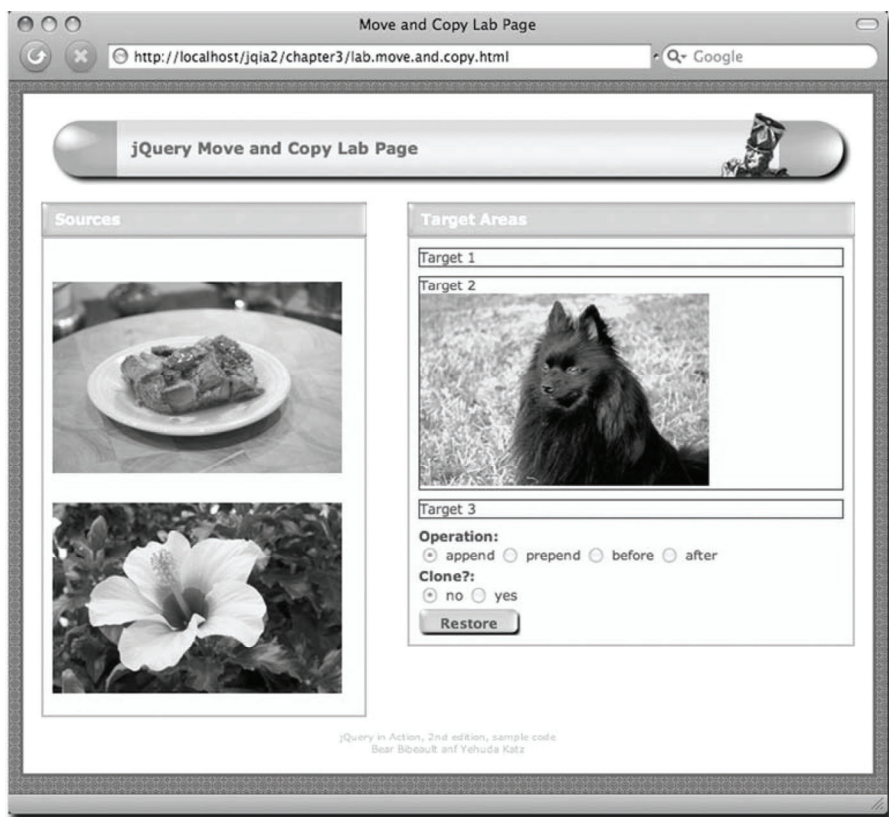 Move and Copy Lab Page
http://localhost/jqia2/chapter3/lab.move.and.copy.html
Google
jQuery Move and Copy Lab Page
Sources
Target Areas
Target 1
Target 2
Target 3
Operation:
append prepend before after
Clone?:
no yes
Restore
jQuery in Action, 2nd edition, sample code
Bear Bibeault anf Yehuda Katz